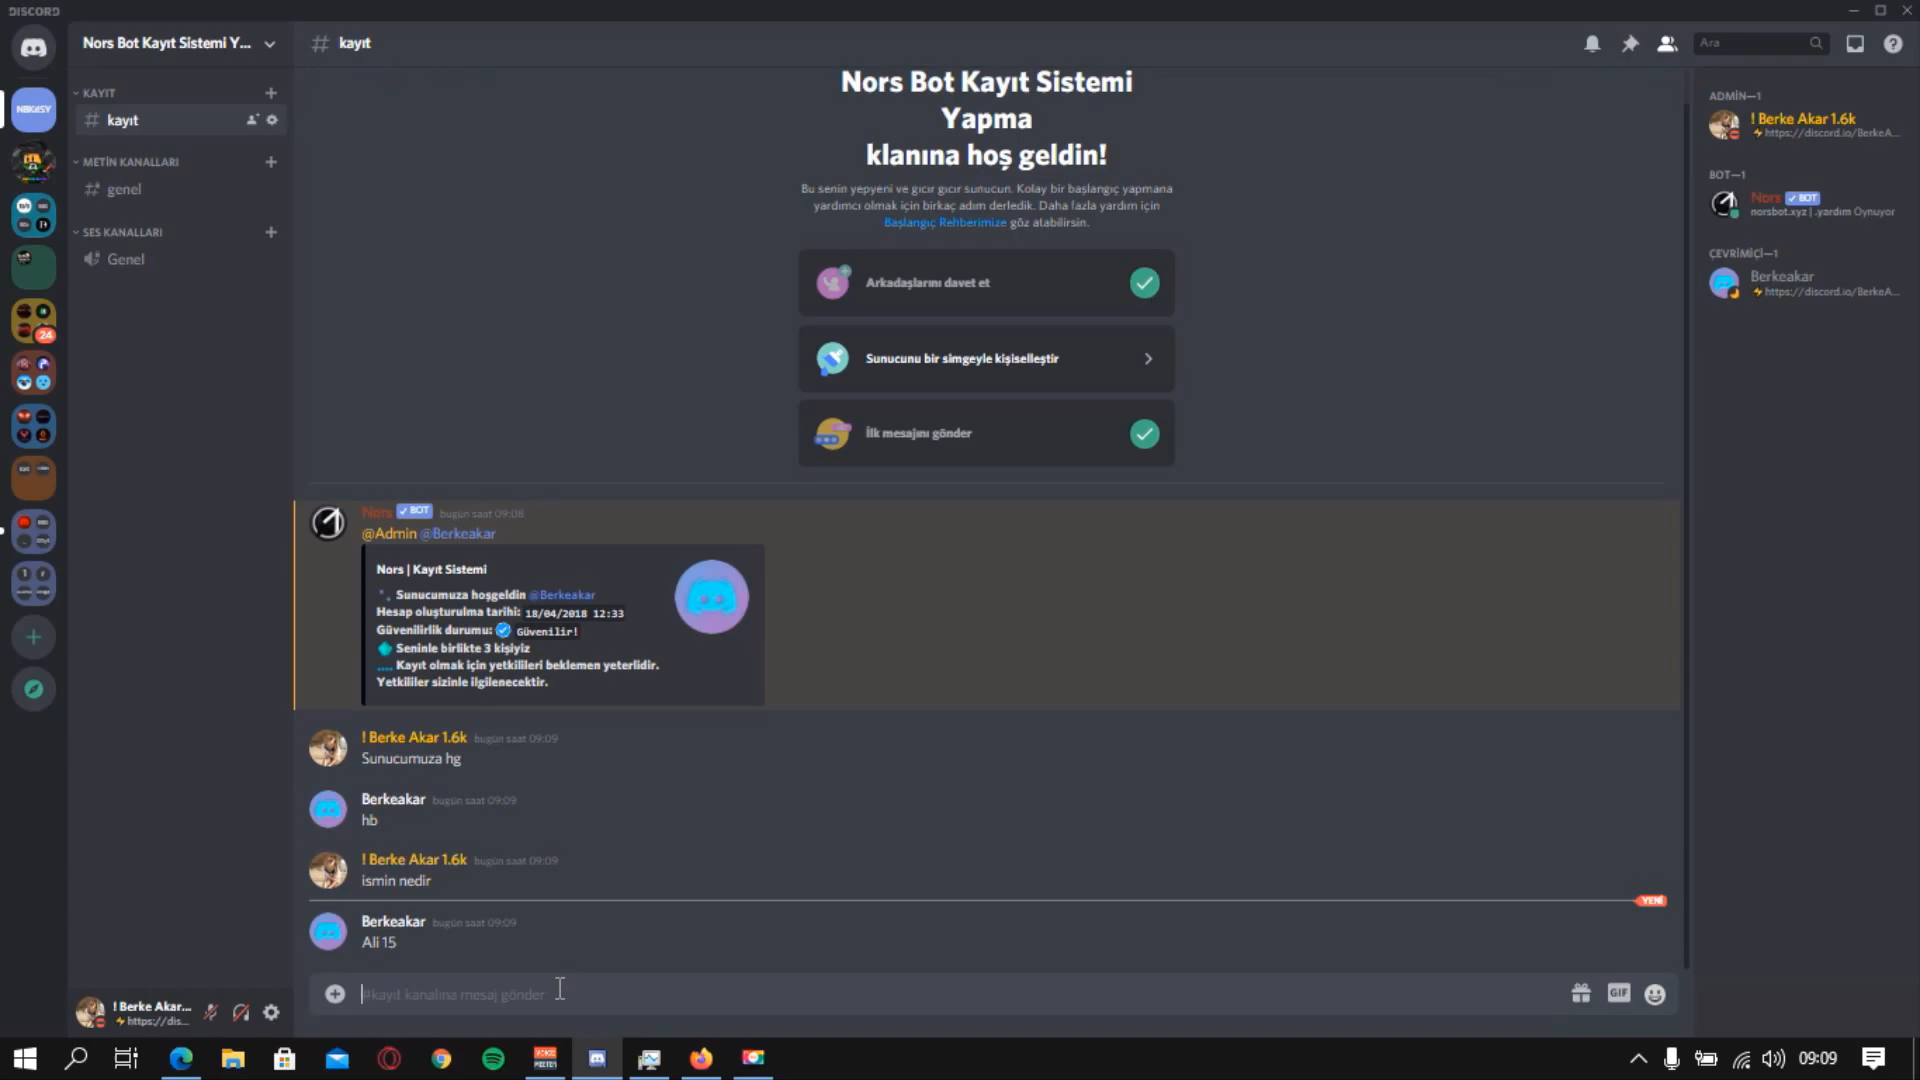 DISCORD
Nors Bot Kayıt Sistemi Y...
kayıt
Ara
NBKSY
KAYIT
kayıt
METİN KANALLARI
genel
SES KANALLARI
Genel
24
Nors Bot Kayıt Sistemi
Yapma
klanına hoş geldin!
Bu senin yepyeni ve gıcır gıcır sunucun. Kolay bir başlangıç yapmana
yardımcı olmak için birkaç adım derledik. Daha fazla yardım için
Başlangıç Rehberimize göz atabilirsin.
Arkadaşlarını davet et
Sunucunu bir simgeyle kişiselleştir
İlk mesajını gönder
Nors ✓ BOT bugün saat 09:08
@Admin @Berkeakar
Nors | Kayıt Sistemi
Sunucumuza hoşgeldin @Berkeakar
Hesap oluşturulma tarihi: 18/04/2018 12:33
Güvenilirlik durumu: Güvenilir!
Seninle birlikte 3 kişiyiz
.... Kayıt olmak için yetkilileri beklemen yeterlidir.
Yetkililer sizinle ilgilenecektir.
! Berke Akar 1.6k bugün saat 09:09
Sunucumuza hg
Berkeakar bugün saat 09:09
hb
! Berke Akar 1.6k bugün saat 09:09
ismin nedir
YENİ
Berkeakar bugün saat 09:09
Ali 15
#kayıt kanalına mesaj gönder
GIF
ADMİN—1
! Berke Akar 1.6k
https://discord.io/BerkeA...
BOT—1
Nors ✓ BOT
norsbot.xyz | .yardım Oynuyor
ÇEVRİMİÇİ—1
Berkeakar
https://discord.io/BerkeA...
! Berke Akar...
https://dis...
09:09